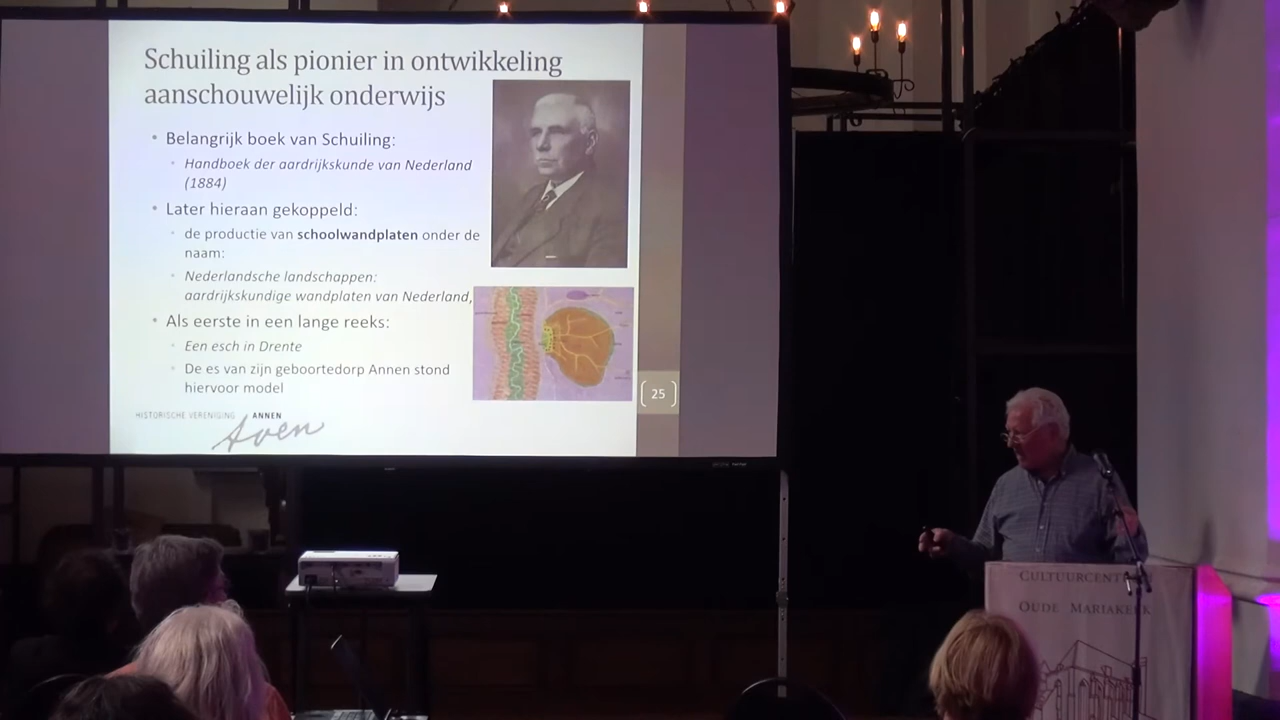 Schuiling als pionier in ontwikkeling
aanschouwelijk onderwijs
• Belangrijk boek van Schuiling:
• Handboek der aardrijkskunde van Nederland
(1884)
• Later hieraan gekoppeld:
• de productie van schoolwandplaten onder de
naam:
• Nederlandsche landschappen:
aardrijkskundige wandplaten van Nederland,
• Als eerste in een lange reeks:
• Een esch in Drente
• De es van zijn geboortedorp Annen stond
hiervoor model
25
HISTORISCHE VERENIGING ANNEN
CULTUURCENT
OUDE MARIAKERK